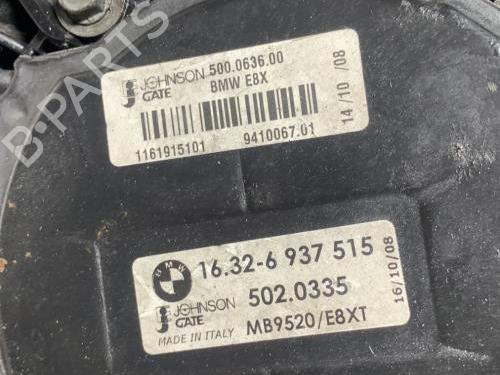 JOHNSON 500.0636.00
GATE BMW E8X
1161915101 9410067.01
14/10/08
BMW
16.32-6 937 515
JOHNSON 502.0335
GATE
MADE IN ITALY MB9520/E8XT
16/10/08
B-PARTS